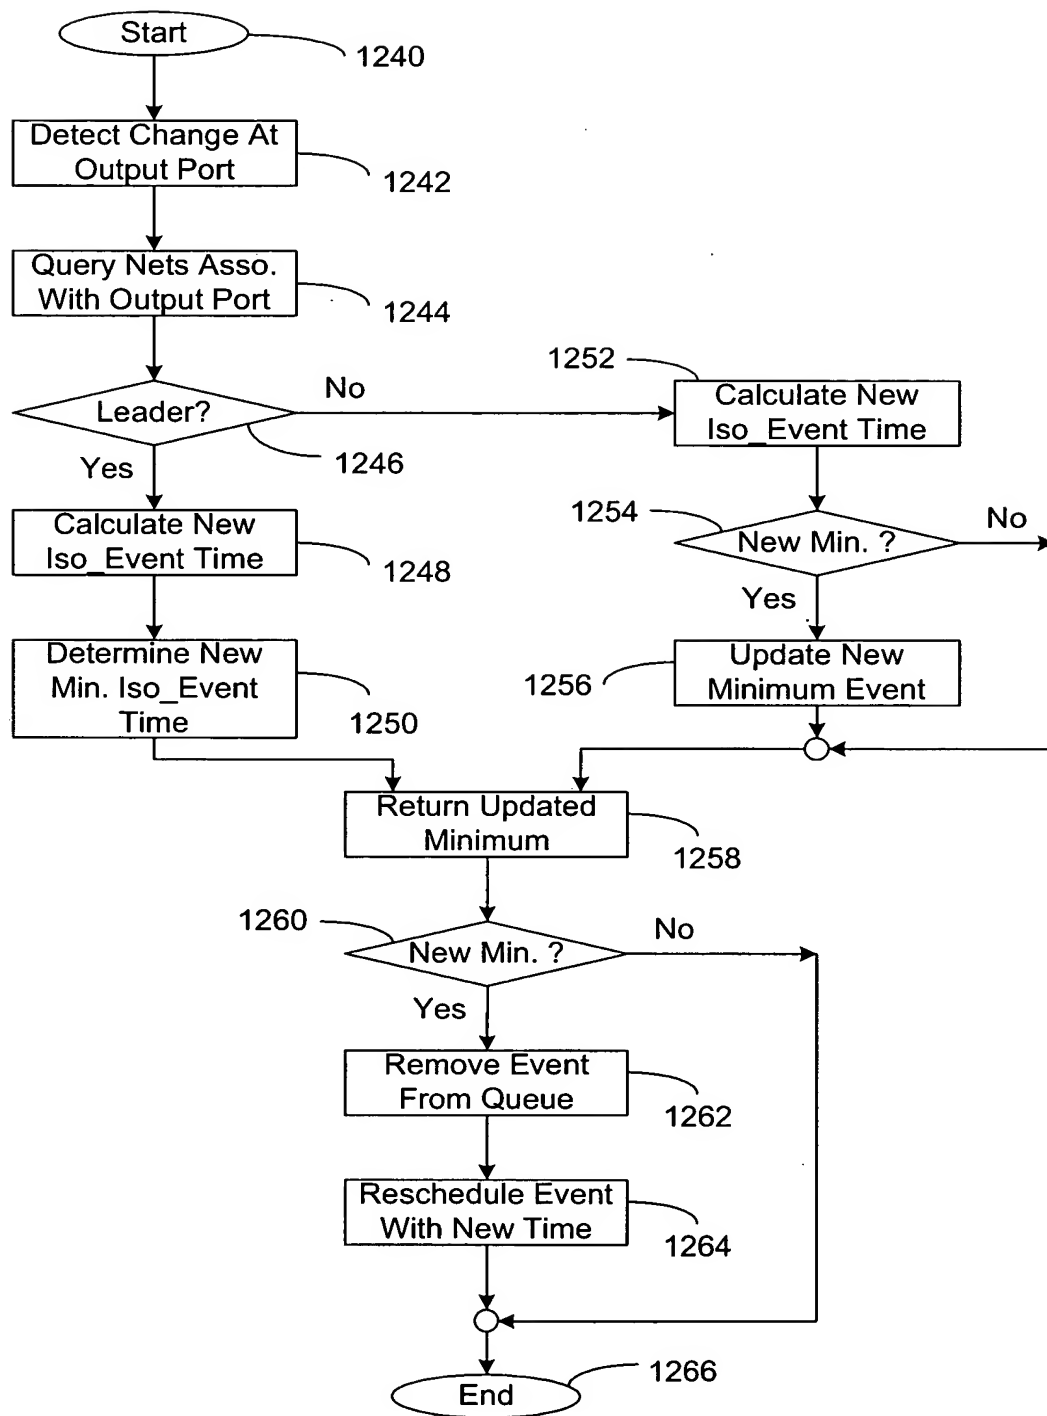 Start
1240
Detect Change At
Output Port
1242
Query Nets Asso.
With Output Port
1244
Leader?
No
1246
Yes
Calculate New
Iso_Event Time
1248
Determine New
Min. Iso_Event
Time
1250
1252
Calculate New
Iso_Event Time
1254
New Min. ?
No
Yes
1256
Update New
Minimum Event
Return Updated
Minimum
1258
1260
New Min. ?
No
Yes
Remove Event
From Queue
1262
Reschedule Event
With New Time
1264
End
1266